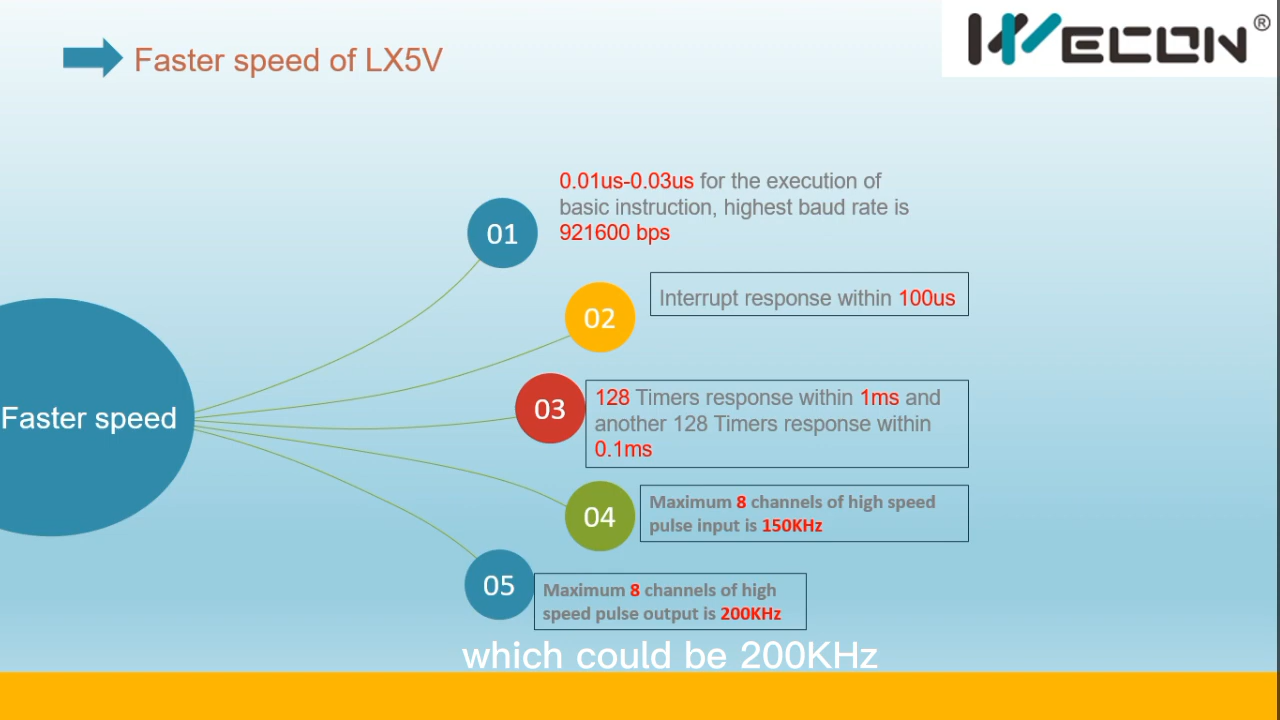 Faster speed of LX5V
WECON®
01
0.01us-0.03us for the execution of
basic instruction, highest baud rate is
921600 bps
02
Interrupt response within 100us
Faster speed
03
128 Timers response within 1ms and
another 128 Timers response within
0.1ms
04
Maximum 8 channels of high speed
pulse input is 150KHz
05
Maximum 8 channels of high
speed pulse output is 200KHz
which could be 200KHz